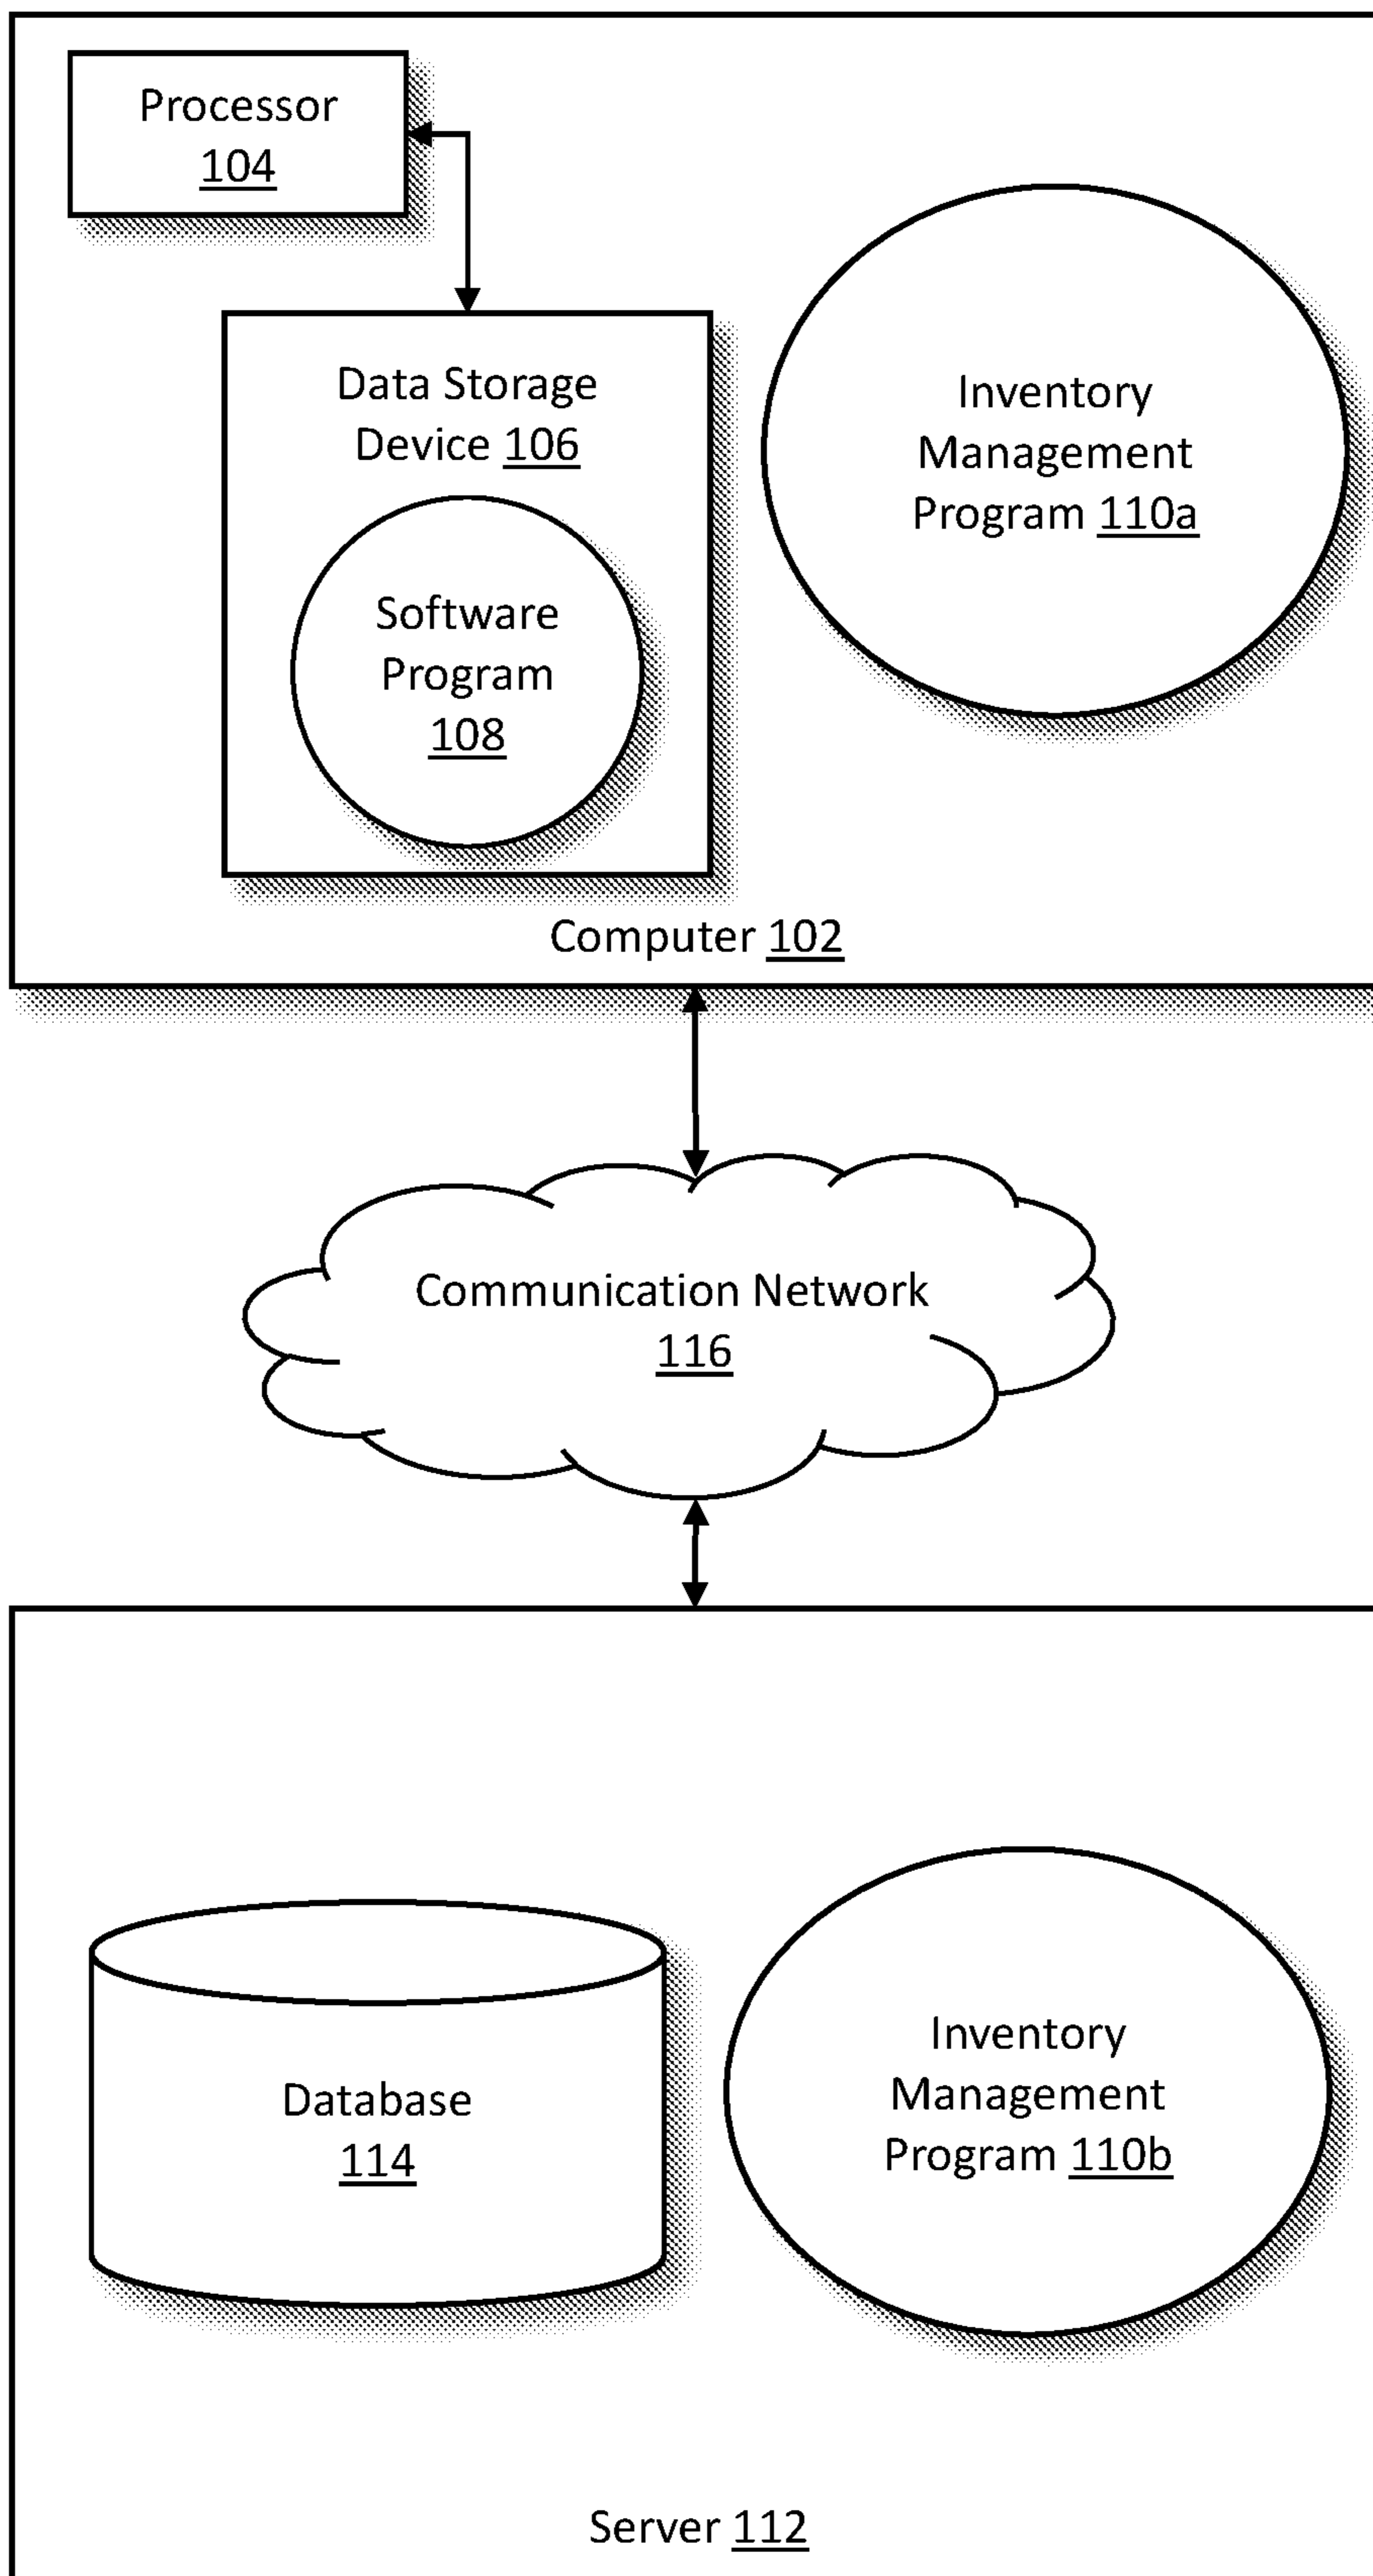 Processor
104
Data Storage
Device 106
Software
Program
108
Inventory
Management
Program 110a
Computer 102
Communication Network
116
Database
114
Inventory
Management
Program 110b
Server 112